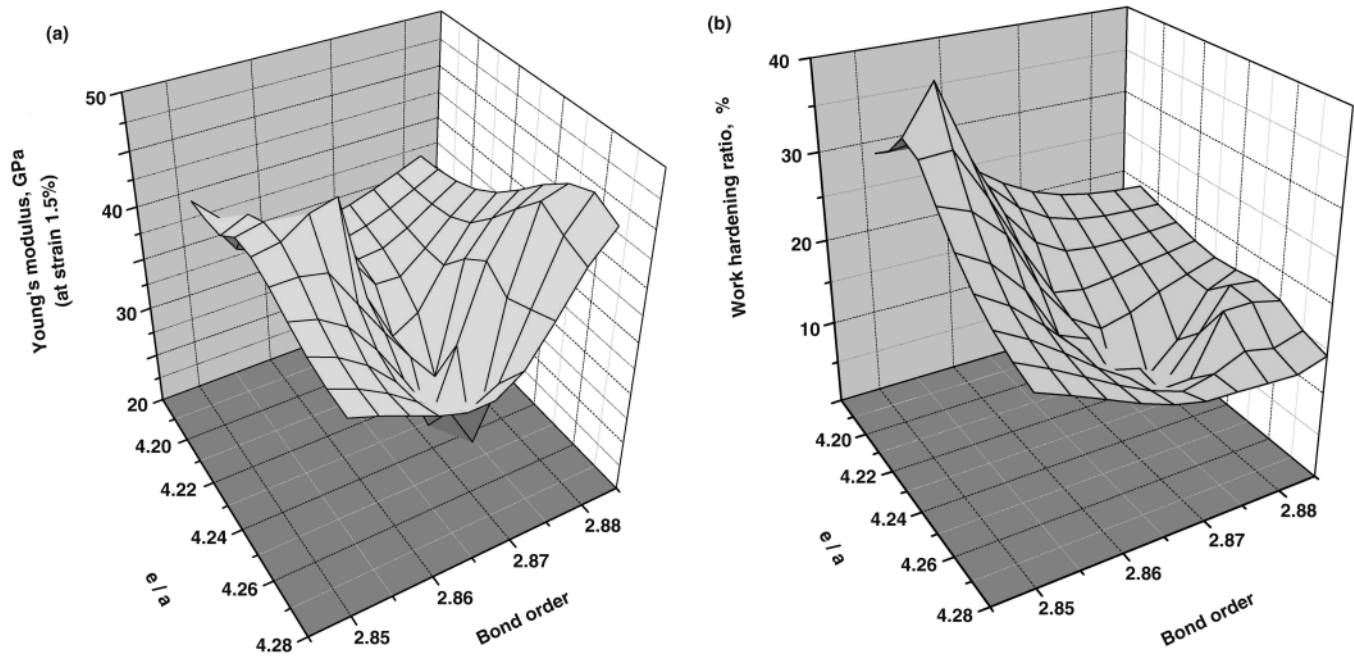 (a)
50
40
30
20
Young's modulus, GPa
(at strain 1.5%)
4.20
4.22
4.24
4.26
4.28
e / a
2.85
2.86
2.87
2.88
Bond order
(b)
40
30
20
10
Work hardening ratio, %
4.20
4.22
4.24
4.26
4.28
e / a
2.85
2.86
2.87
2.88
Bond order